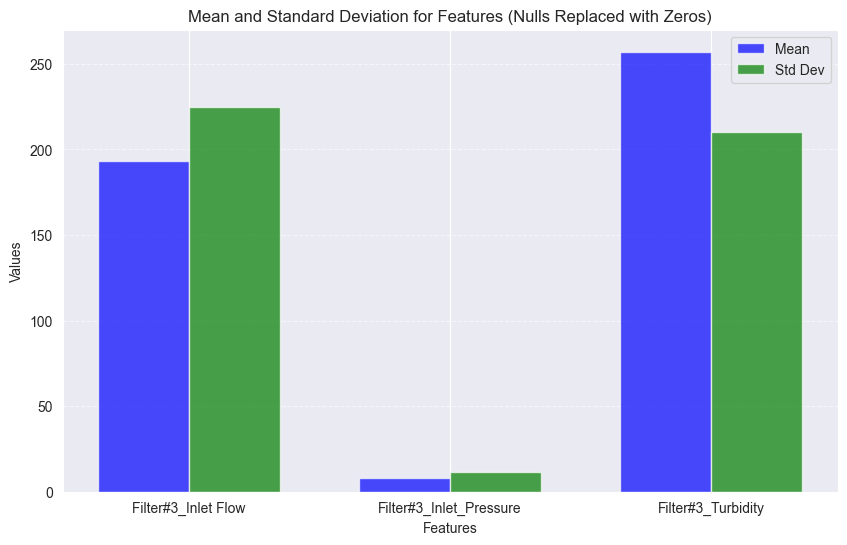 Mean and Standard Deviation for Features (Nulls Replaced with Zeros)
Mean
Std Dev
250
200
150
100
50
0
Values
Filter#3_Inlet Flow
Filter#3_Inlet_Pressure
Filter#3_Turbidity
Features